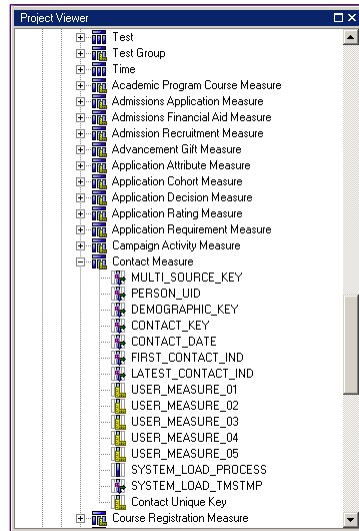 Project Viewer
Test
Test Group
Time
Academic Program Course Measure
Admissions Application Measure
Admissions Financial Aid Measure
Admission Recruitment Measure
Advancement Gift Measure
Application Attribute Measure
Application Cohort Measure
Application Decision Measure
Application Rating Measure
Application Requirement Measure
Campaign Activity Measure
Contact Measure
MULTI_SOURCE_KEY
PERSON_UID
DEMOGRAPHIC_KEY
CONTACT_KEY
CONTACT_DATE
FIRST_CONTACT_IND
LATEST_CONTACT_IND
USER_MEASURE_01
USER_MEASURE_02
USER_MEASURE_03
USER_MEASURE_04
USER_MEASURE_05
SYSTEM_LOAD_PROCESS
SYSTEM_LOAD_TMSTMP
Contact Unique Key
Course Registration Measure